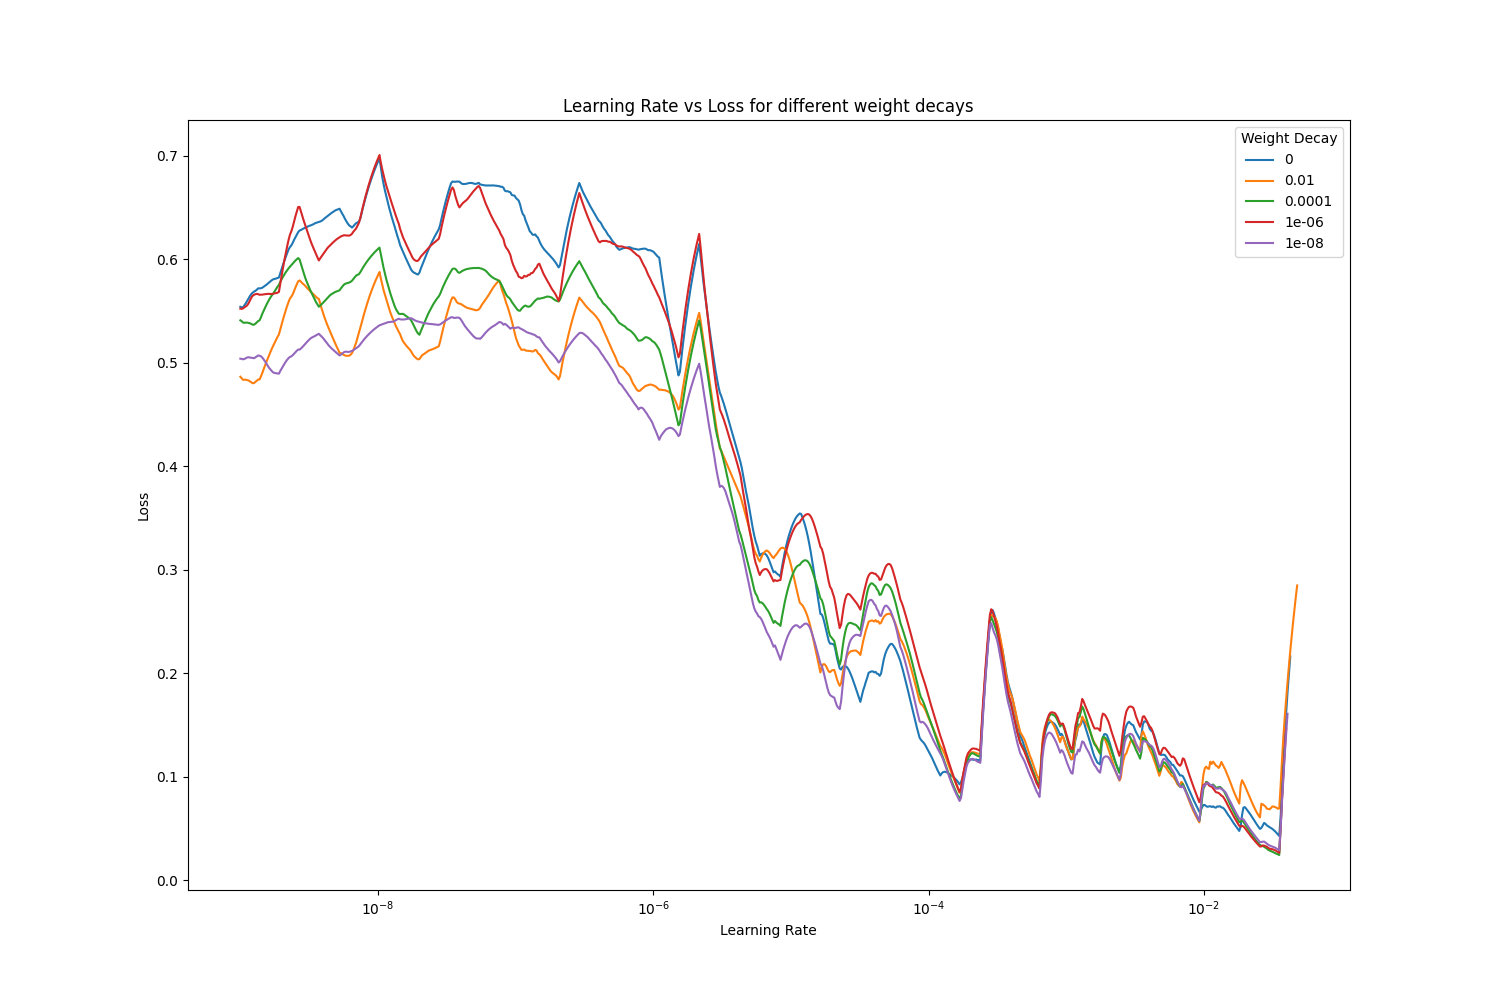 Learning Rate vs Loss for different weight decays
Weight Decay
0
0.01
0.0001
1e-06
1e-08
0.7
0.6
0.5
0.4
0.3
0.2
0.1
0.0
Loss
10⁻⁸
10⁻⁶
10⁻⁴
10⁻²
Learning Rate